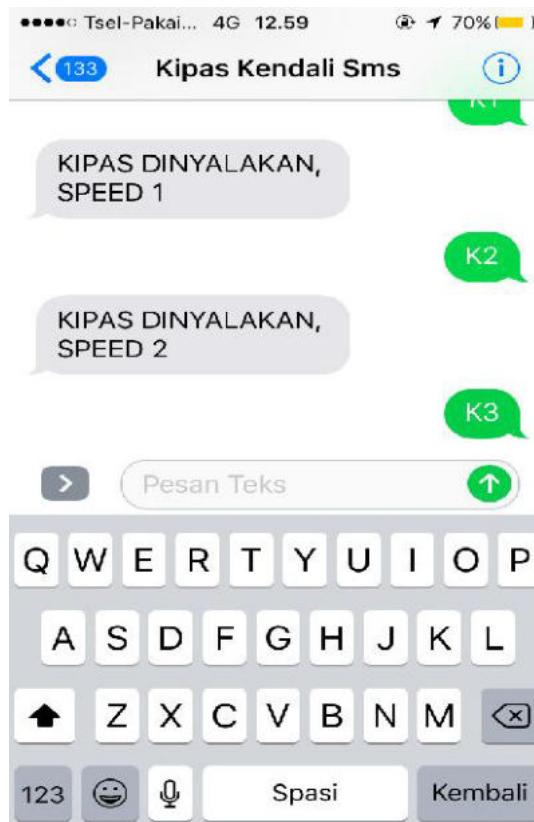 Tsel-Pakai... 4G 12.59 70%
133 Kipas Kendali Sms i
K1
KIPAS DINYALAKAN,
SPEED 1
K2
KIPAS DINYALAKAN,
SPEED 2
K3
Pesan Teks
Q W E R T Y U I O P
A S D F G H J K L
Z X C V B N M
123 Spasi Kembali